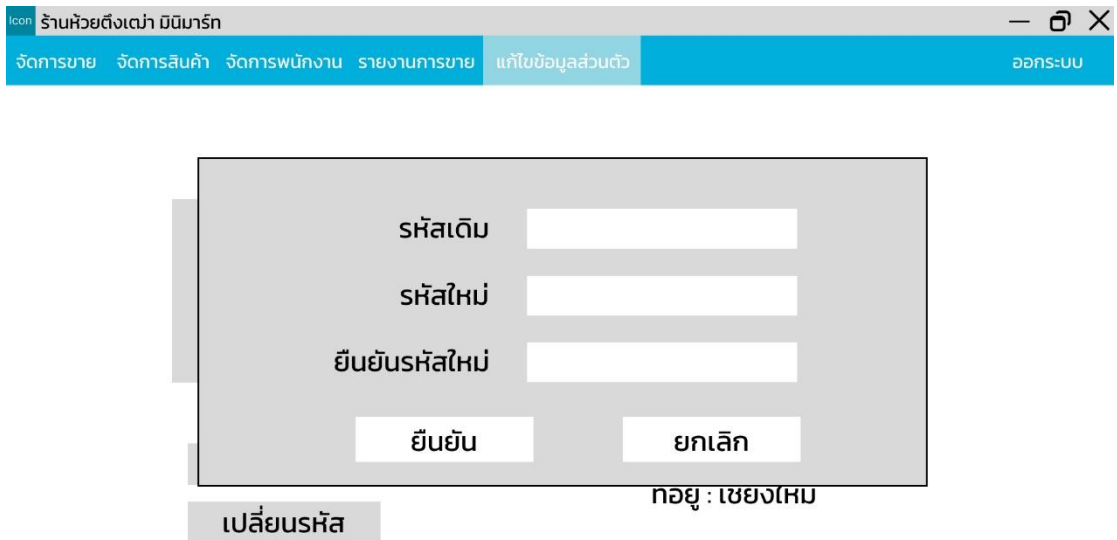 Icon ร้านห้วยตึงเฒ่า มินิมาร์ท
จัดการขาย จัดการสินค้า จัดการพนักงาน รายงานการขาย แก้ไขข้อมูลส่วนตัว ออกระบบ
รหัสเดิม
รหัสใหม่
ยืนยันรหัสใหม่
ยืนยัน ยกเลิก
ที่อยู่ : เชียงใหม่
เปลี่ยนรหัส